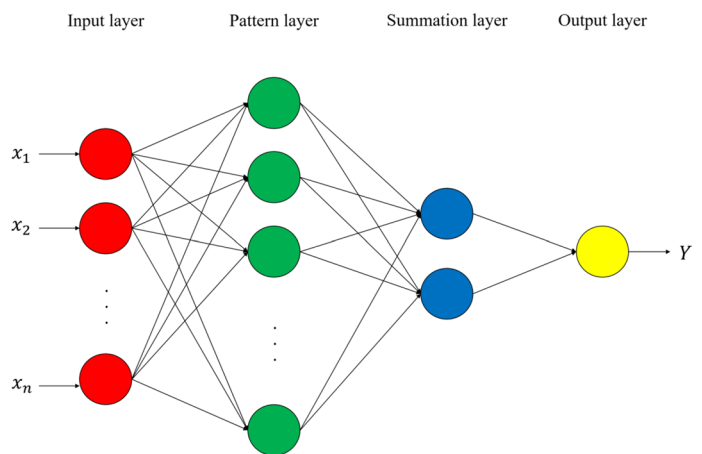 Input layer
Pattern layer
Summation layer
Output layer
x₁
x₂
Y
xₙ